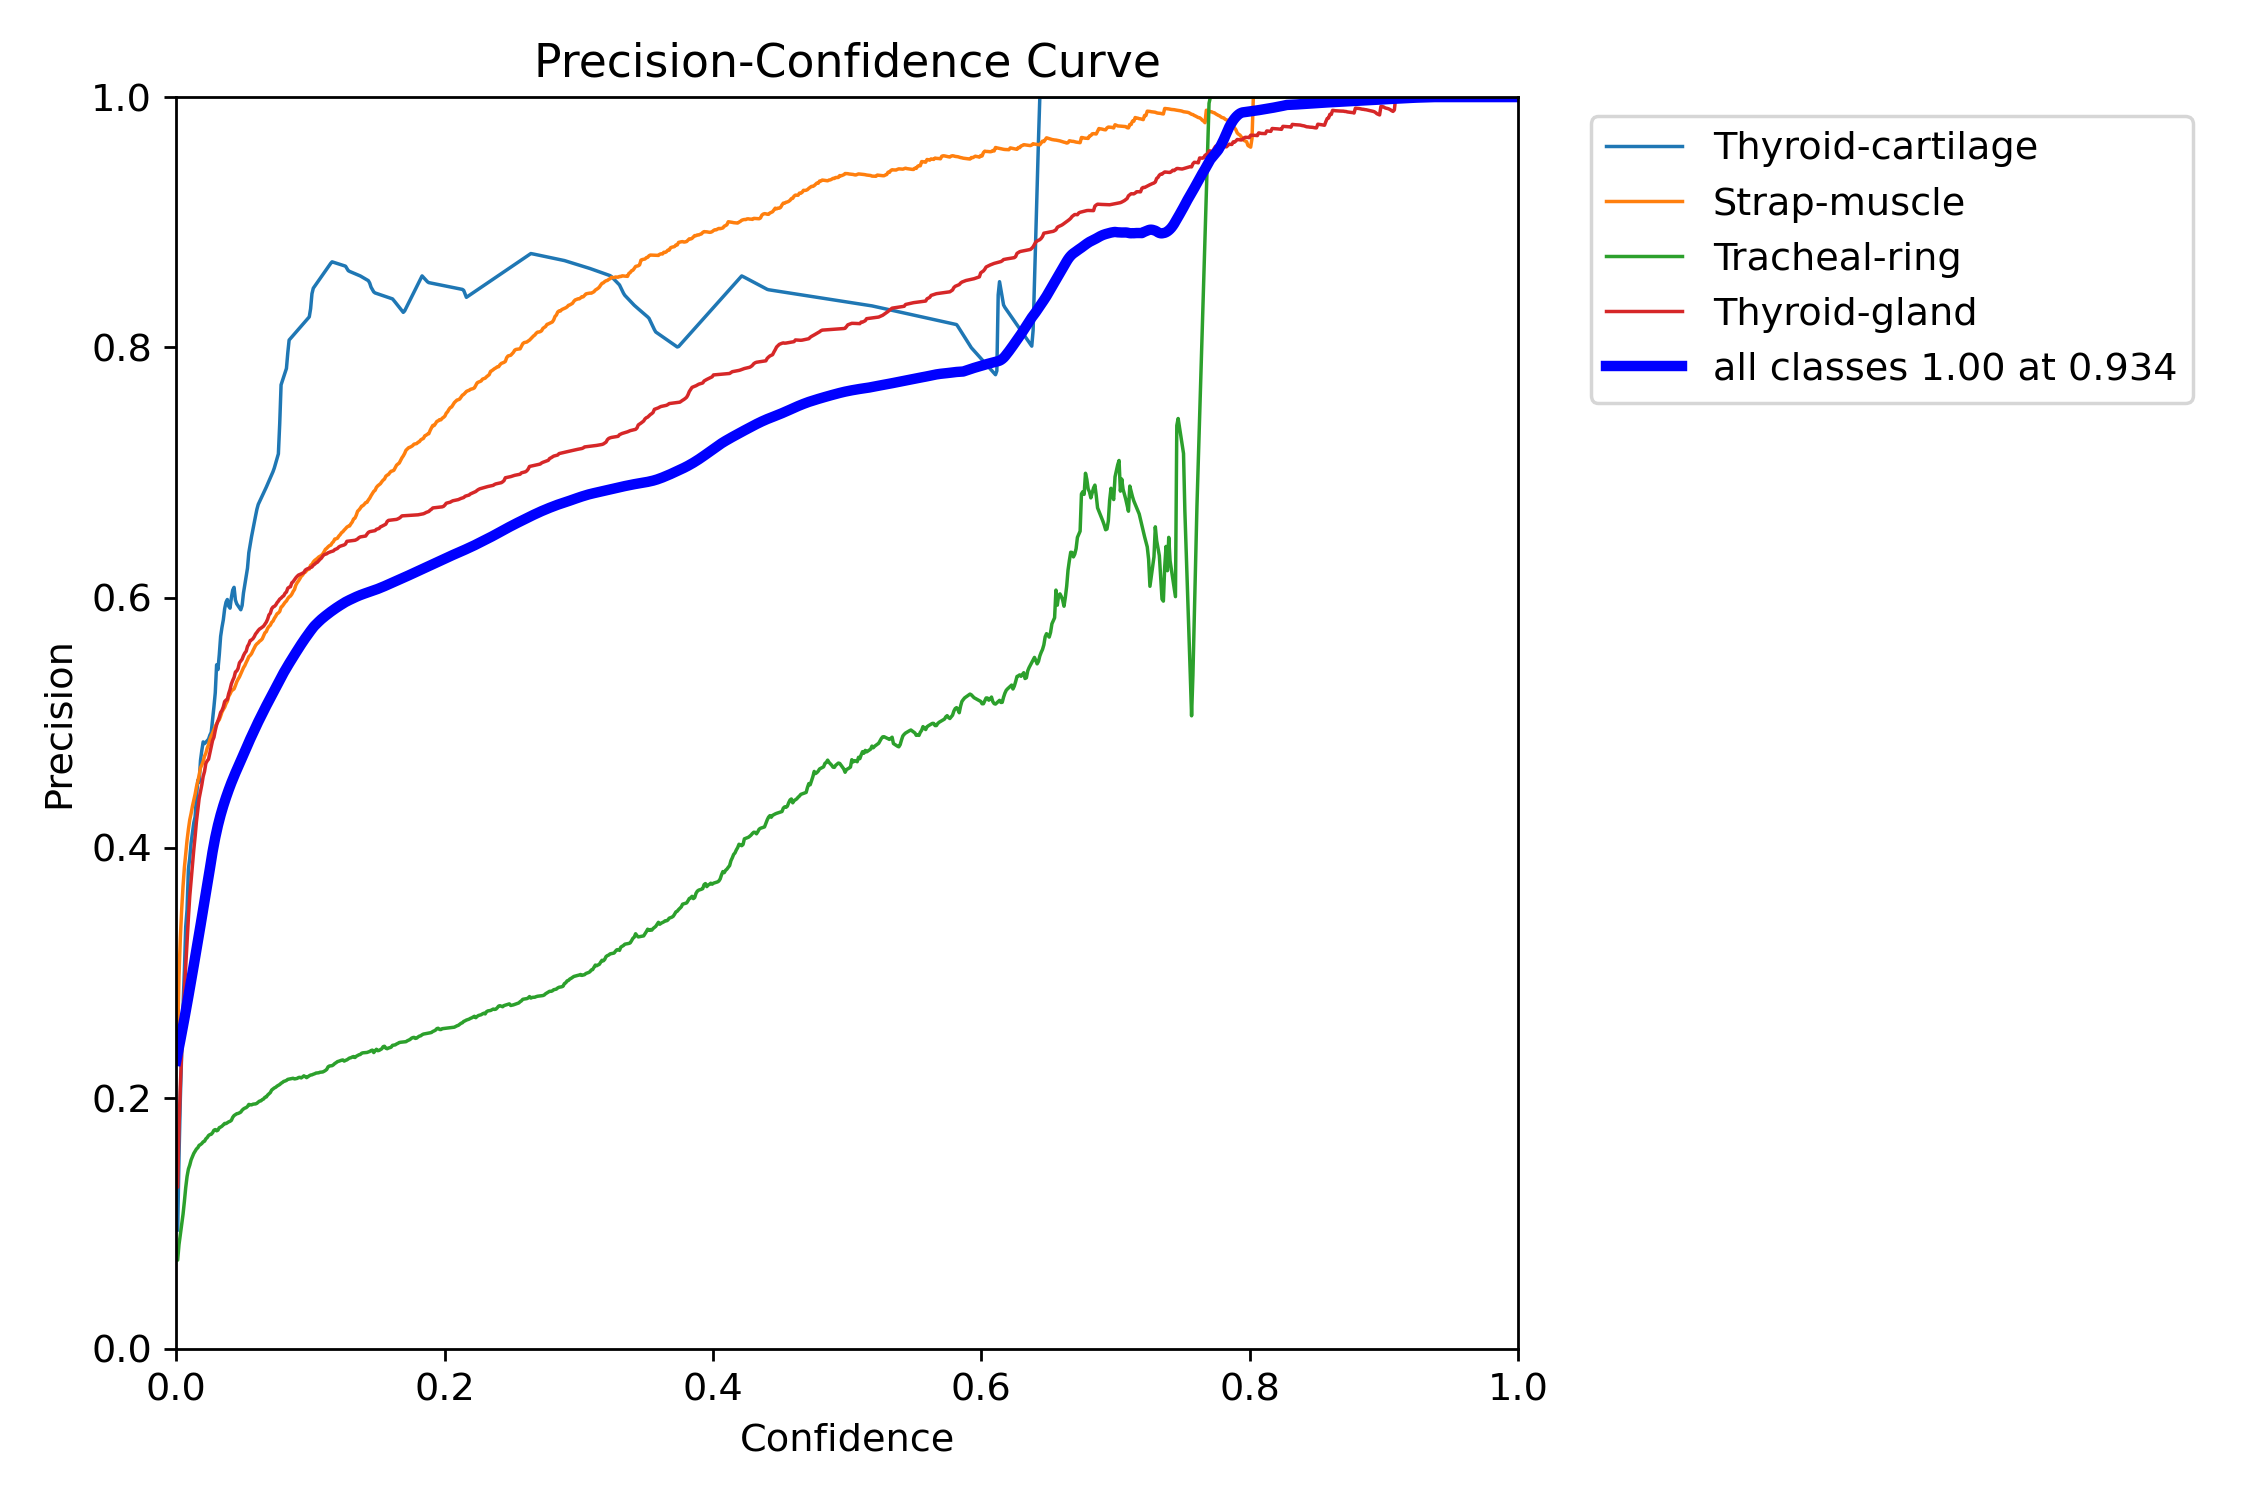 Precision-Confidence Curve
1.0
0.8
0.6
0.4
0.2
0.0
Precision
0.0 0.2 0.4 0.6 0.8 1.0
Confidence
Thyroid-cartilage
Strap-muscle
Tracheal-ring
Thyroid-gland
all classes 1.00 at 0.934